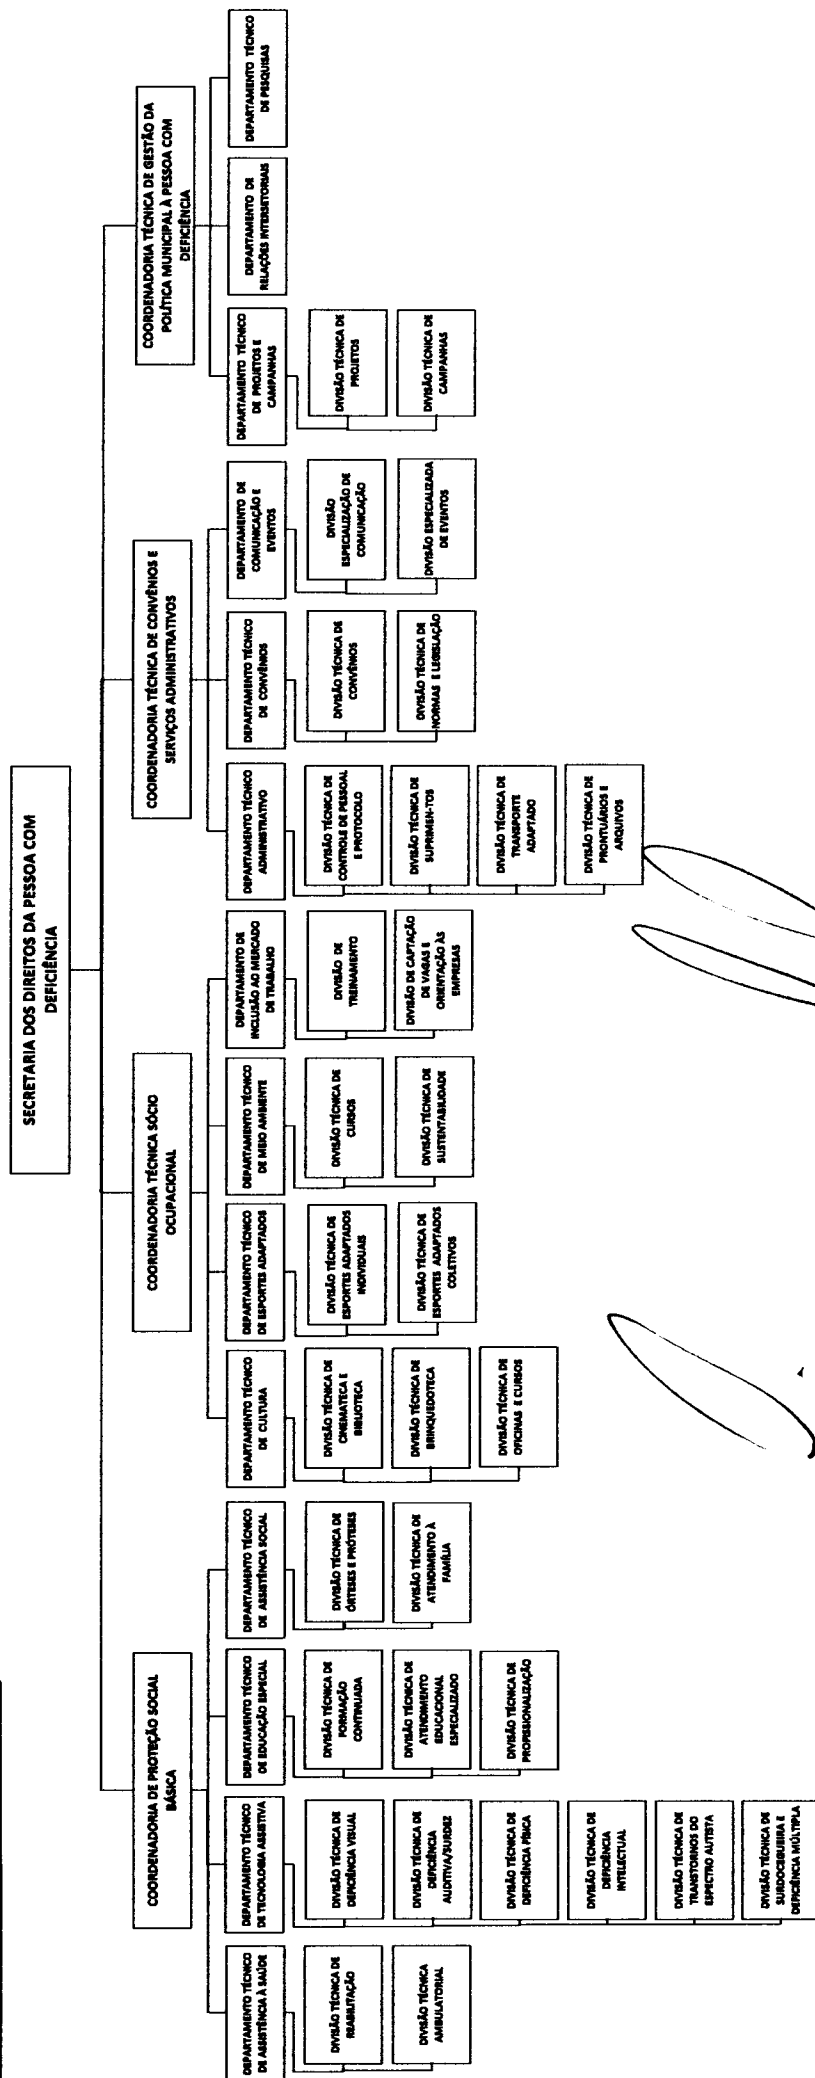 SECRETARIA DOS DIREITOS DA PESSOA COM
DEFICIÊNCIA
COORDENADORIA DE PROTEÇÃO SOCIAL
BÁSICA
COORDENADORIA TÉCNICA SÓCIO
OCUPACIONAL
COORDENADORIA TÉCNICA DE CONVÊNIOS E
SERVIÇOS ADMINISTRATIVOS
COORDENADORIA TÉCNICA DE GESTÃO DA
POLÍTICA MUNICIPAL À PESSOA COM
DEFICIÊNCIA
DEPARTAMENTO TÉCNICO
DE ASSISTÊNCIA À SAÚDE
DIVISÃO TÉCNICA DE
REABILITAÇÃO
DIVISÃO TÉCNICA
AMBULATORIAL
DEPARTAMENTO TÉCNICO
DE TECNOLOGIA ASSISTIVA
DIVISÃO TÉCNICA DE
DEFICIÊNCIA VISUAL
DIVISÃO TÉCNICA DE
DEFICIÊNCIA
AUDITIVA/SURDEZ
DIVISÃO TÉCNICA DE
DEFICIÊNCIA FÍSICA
DIVISÃO TÉCNICA DE
DEFICIÊNCIA
INTELECTUAL
DIVISÃO TÉCNICA DE
TRANSTORNOS DO
ESPECTRO AUTISTA
DIVISÃO TÉCNICA DE
SURDOCEGUEIRA E
DEFICIÊNCIA MÚLTIPLA
DEPARTAMENTO TÉCNICO
DE EDUCAÇÃO ESPECIAL
DIVISÃO TÉCNICA DE
FORMAÇÃO
CONTINUADA
DIVISÃO TÉCNICA DE
ATENDIMENTO
EDUCACIONAL
ESPECIALIZADO
DIVISÃO TÉCNICA DE
PROFISSIONALIZAÇÃO
DEPARTAMENTO TÉCNICO
DE ASSISTÊNCIA SOCIAL
DIVISÃO TÉCNICA DE
ÓRTESES E PRÓTESES
DIVISÃO TÉCNICA DE
ATENDIMENTO À
FAMÍLIA
DEPARTAMENTO TÉCNICO
DE CULTURA
DIVISÃO TÉCNICA DE
CINEMATECA E
BIBLIOTECA
DIVISÃO TÉCNICA DE
BRINQUEDOTECA
DIVISÃO TÉCNICA DE
OFICINAS E CURSOS
DEPARTAMENTO TÉCNICO
DE ESPORTES ADAPTADOS
DIVISÃO TÉCNICA DE
ESPORTES ADAPTADOS
INDIVIDUAIS
DIVISÃO TÉCNICA DE
ESPORTES ADAPTADOS
COLETIVOS
DEPARTAMENTO TÉCNICO
DE MEIO AMBIENTE
DIVISÃO TÉCNICA DE
CURSOS
DIVISÃO TÉCNICA DE
SUSTENTABILIDADE
DEPARTAMENTO DE
INCLUSÃO AO MERCADO
DE TRABALHO
DIVISÃO DE
TREINAMENTO
DIVISÃO DE CAPTAÇÃO
DE VAGAS E
ORIENTAÇÃO ÀS
EMPRESAS
DEPARTAMENTO TÉCNICO
ADMINISTRATIVO
DIVISÃO TÉCNICA DE
CONTROLE DE PESSOAL
E PROTOCOLO
DIVISÃO TÉCNICA DE
SUPRIMEN-TOS
DIVISÃO TÉCNICA DE
TRANSPORTE
ADAPTADO
DIVISÃO TÉCNICA DE
PRONTUÁRIOS E
ARQUIVOS
DEPARTAMENTO TÉCNICO
DE CONVÊNIOS
DIVISÃO TÉCNICA DE
CONVÊNIOS
DIVISÃO TÉCNICA DE
NORMAS E LEGISLAÇÃO
DEPARTAMENTO DE
COMUNICAÇÃO E
EVENTOS
DIVISÃO
ESPECIALIZAÇÃO DE
COMUNICAÇÃO
DIVISÃO ESPECIALIZADA
DE EVENTOS
DEPARTAMENTO TÉCNICO
DE PROJETOS E
CAMPANHAS
DIVISÃO TÉCNICA DE
PROJETOS
DIVISÃO TÉCNICA DE
CAMPANHAS
DEPARTAMENTO DE
RELAÇÕES INTERSETORIAIS
DEPARTAMENTO TÉCNICO
DE PESQUISAS